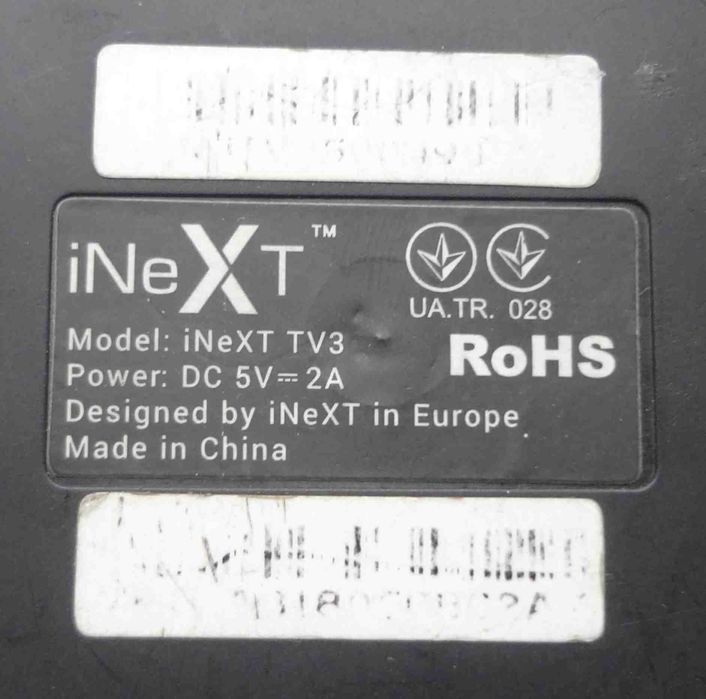 iNeXT™
UA.TR. 028
Model: iNeXT TV3
RoHS
Power: DC 5V⎓2A
Designed by iNeXT in Europe
Made in China